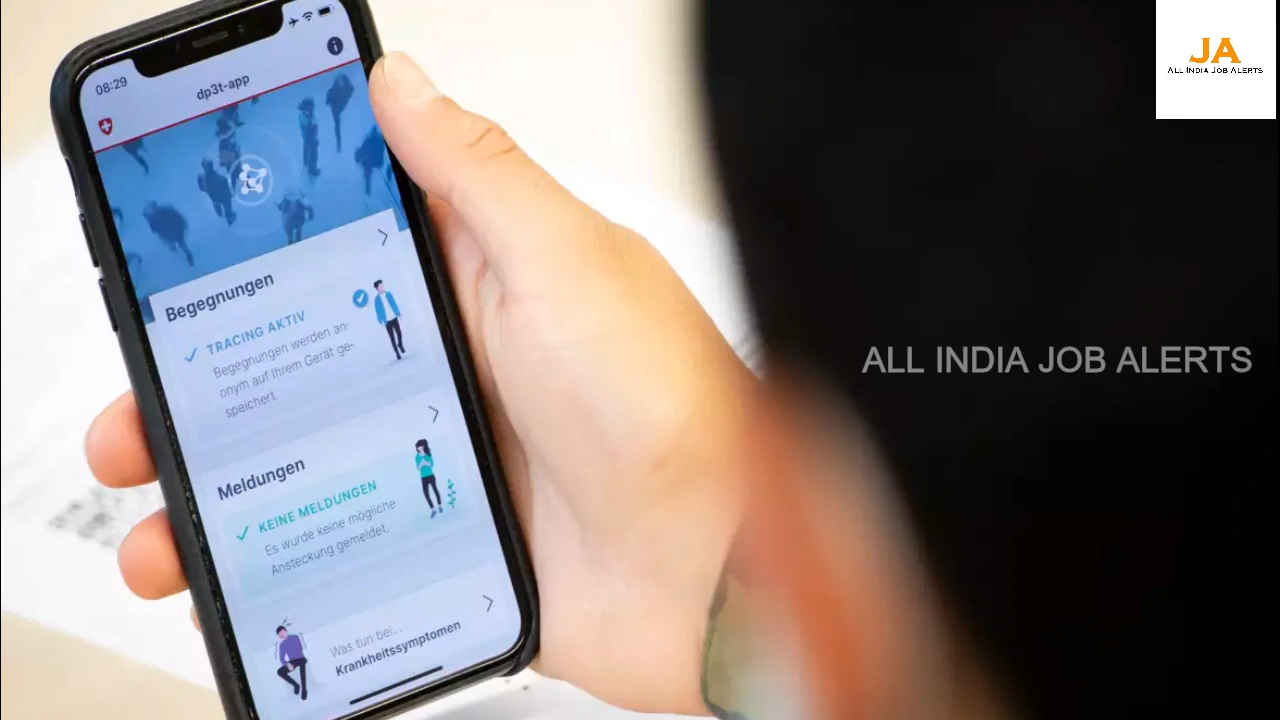 08:29
dp3t-app
Begegnungen
TRACING AKTIV
Begegnungen werden an-
onym auf Ihrem Gerät ge-
speichert.
Meldungen
KEINE MELDUNGEN
Es wurde keine mögliche
Ansteckung gemeldet.
Was tun bei...
Krankheitssymptomen
JA
ALL INDIA JOB ALERTS
ALL INDIA JOB ALERTS